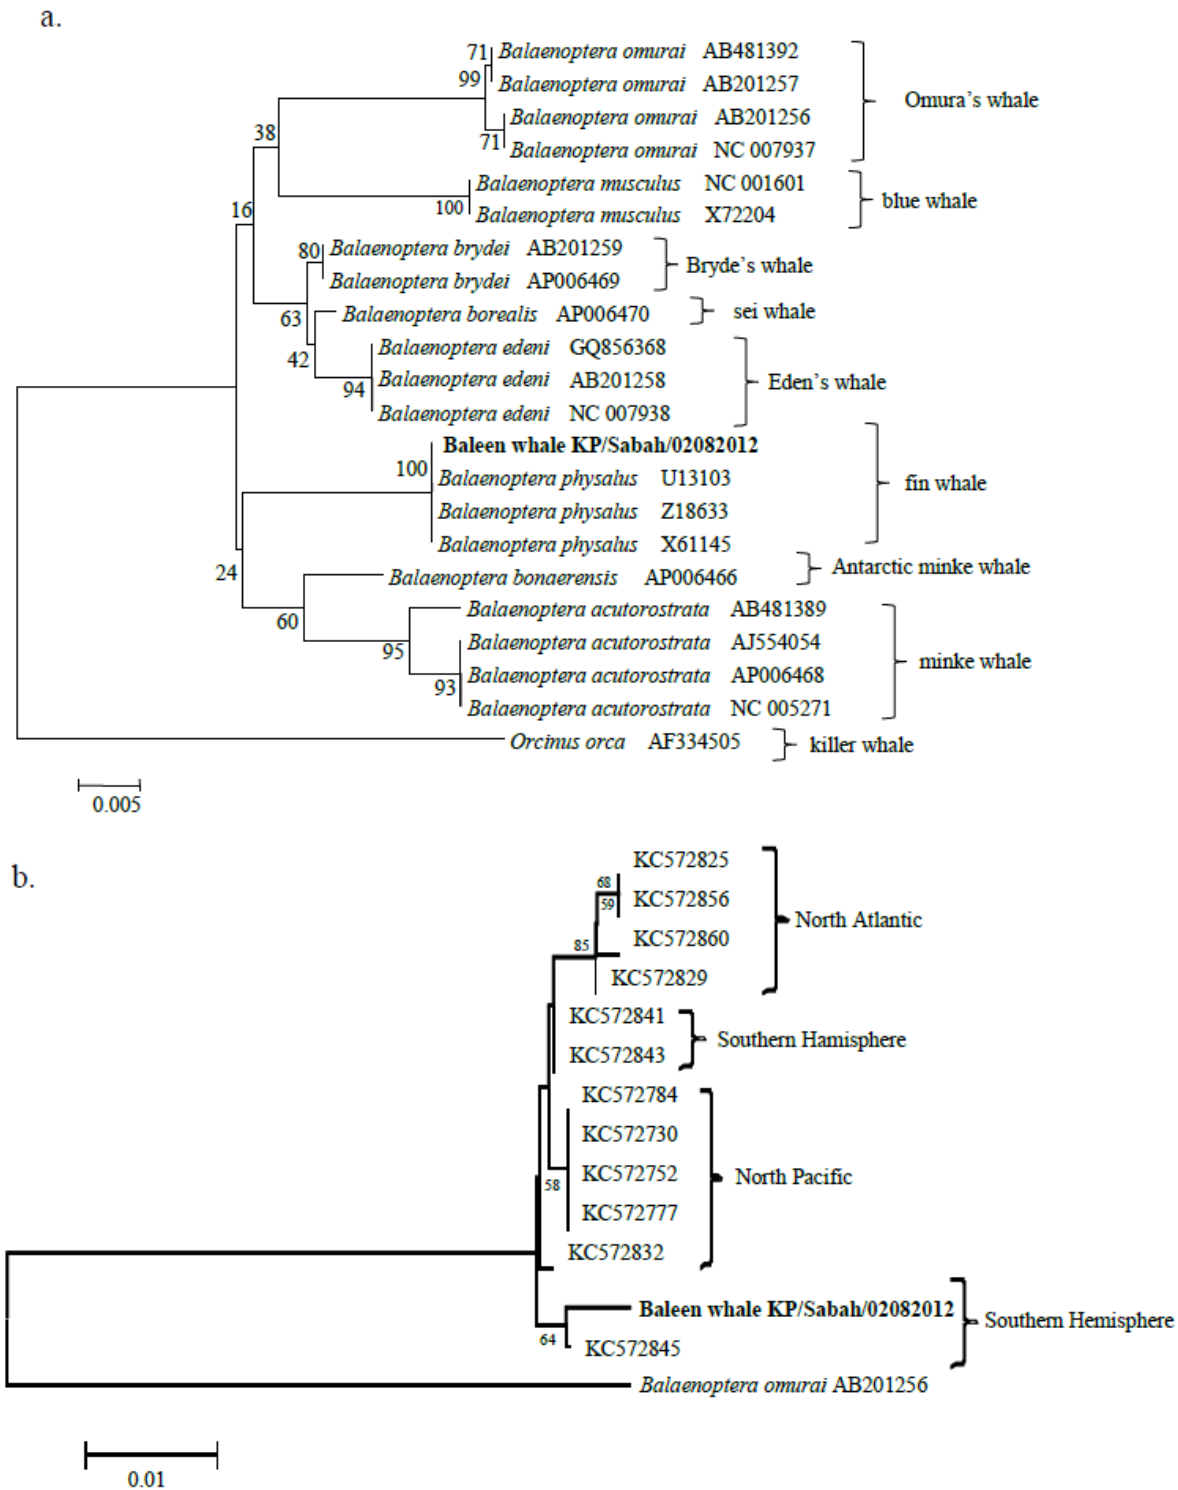 a.
71 Balaenoptera omurai AB481392
99 Balaenoptera omurai AB201257
Omura's whale
Balaenoptera omurai AB201256
38
71 Balaenoptera omurai NC 007937
Balaenoptera musculus NC 001601
blue whale
100 Balaenoptera musculus X72204
16
80 Balaenoptera brydei AB201259
Bryde's whale
Balaenoptera brydei AP006469
63 Balaenoptera borealis AP006470 sei whale
Balaenoptera edeni GQ856368
42
94 Balaenoptera edeni AB201258 Eden's whale
Balaenoptera edeni NC 007938
Baleen whale KP/Sabah/02082012
100 Balaenoptera physalus U13103 fin whale
Balaenoptera physalus Z18633
Balaenoptera physalus X61145
24 Balaenoptera bonaerensis AP006466 Antarctic minke whale
Balaenoptera acutorostrata AB481389
60
95 Balaenoptera acutorostrata AJ554054
minke whale
93 Balaenoptera acutorostrata AP006468
Balaenoptera acutorostrata NC 005271
Orcinus orca AF334505 killer whale
0.005
b.
KC572825
68
59 KC572856
North Atlantic
85 KC572860
KC572829
KC572841
Southern Hamisphere
KC572843
KC572784
KC572730
58 KC572752 North Pacific
KC572777
KC572832
Baleen whale KP/Sabah/02082012 Southern Hemisphere
64 KC572845
Balaenoptera omurai AB201256
0.01